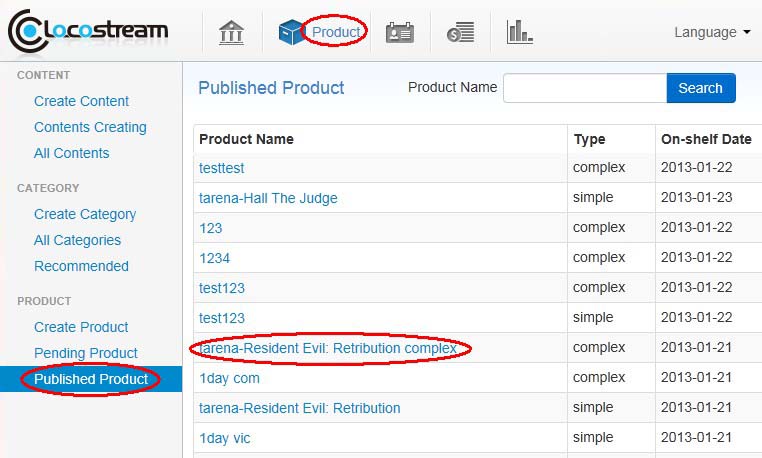 Clocostream
Product
Language
CONTENT
Create Content
Contents Creating
All Contents
CATEGORY
Create Category
All Categories
Recommended
PRODUCT
Create Product
Pending Product
Published Product
Published Product Product Name Search
Product Name Type On-shelf Date
testtest complex 2013-01-22
tarena-Hall The Judge simple 2013-01-23
123 complex 2013-01-22
1234 complex 2013-01-22
test123 complex 2013-01-22
test123 simple 2013-01-22
tarena-Resident Evil: Retribution complex complex 2013-01-21
1day com complex 2013-01-21
tarena-Resident Evil: Retribution simple 2013-01-21
1day vic simple 2013-01-21